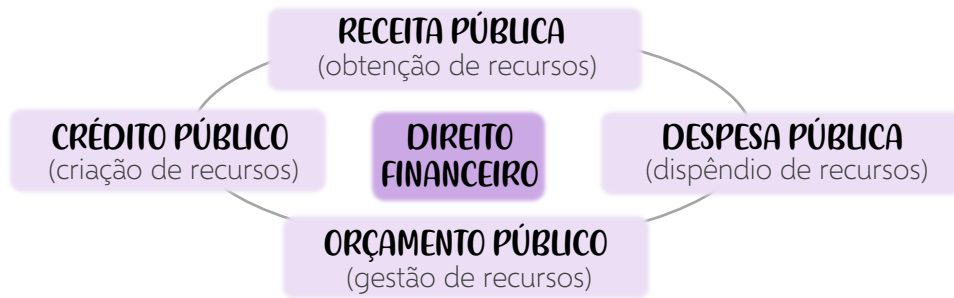 RECEITA PÚBLICA
(obtenção de recursos)
CRÉDITO PÚBLICO
(criação de recursos)
DIREITO
FINANCEIRO
DESPESA PÚBLICA
(dispêndio de recursos)
ORÇAMENTO PÚBLICO
(gestão de recursos)